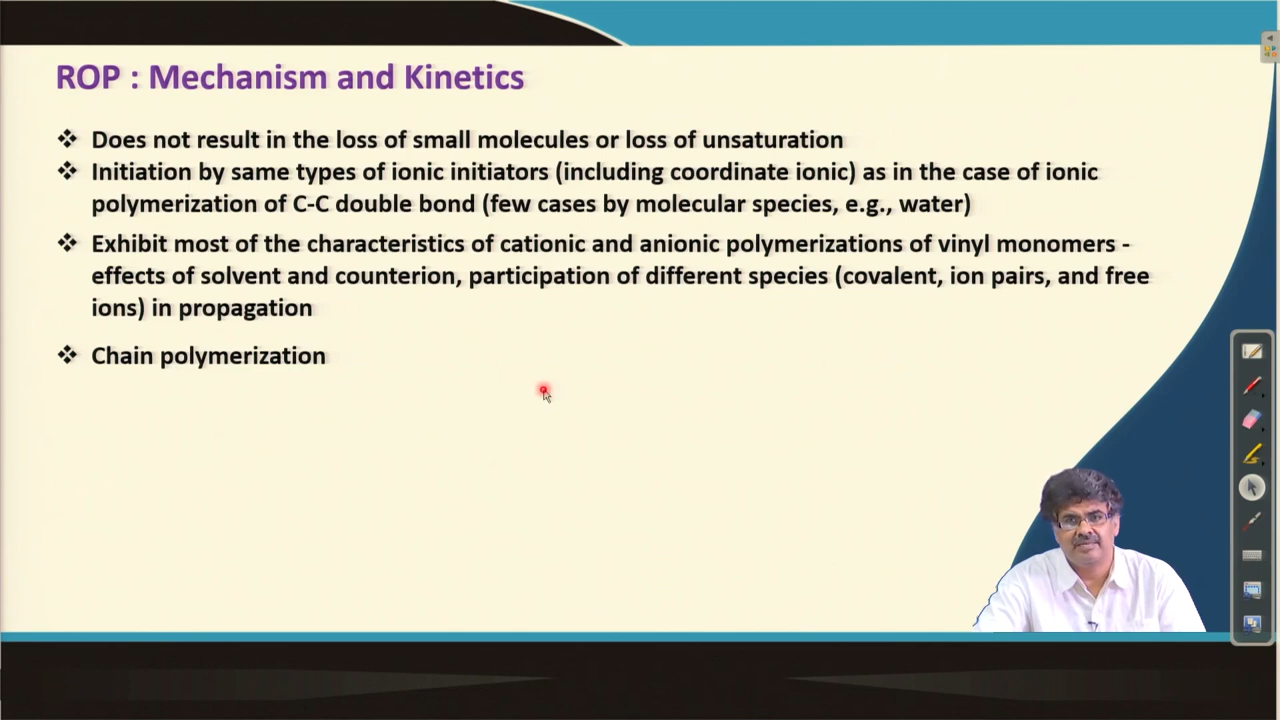 ROP : Mechanism and Kinetics
❖ Does not result in the loss of small molecules or loss of unsaturation
❖ Initiation by same types of ionic initiators (including coordinate ionic) as in the case of ionic
polymerization of C-C double bond (few cases by molecular species, e.g., water)
❖ Exhibit most of the characteristics of cationic and anionic polymerizations of vinyl monomers -
effects of solvent and counterion, participation of different species (covalent, ion pairs, and free
ions) in propagation
❖ Chain polymerization